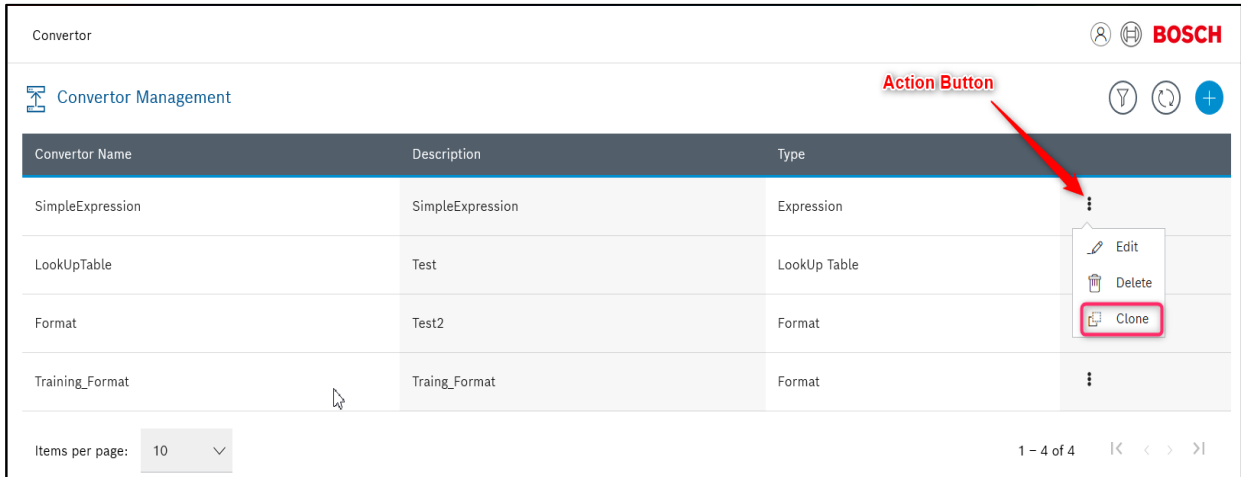 Convertor
BOSCH
Convertor Management
Action Button
Convertor Name Description Type
SimpleExpression SimpleExpression Expression
Edit
LookUpTable Test LookUp Table
Delete
Clone
Format Test2 Format
Training_Format Traing_Format Format
Items per page: 10 1 – 4 of 4